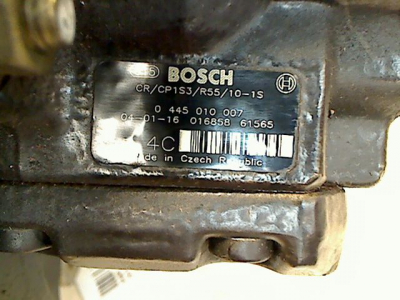 BOSCH
CR/CP1S3/R55/10-1S
0 445 010 007
04-01-16 016858 61565
4C
Made in Czech Republic